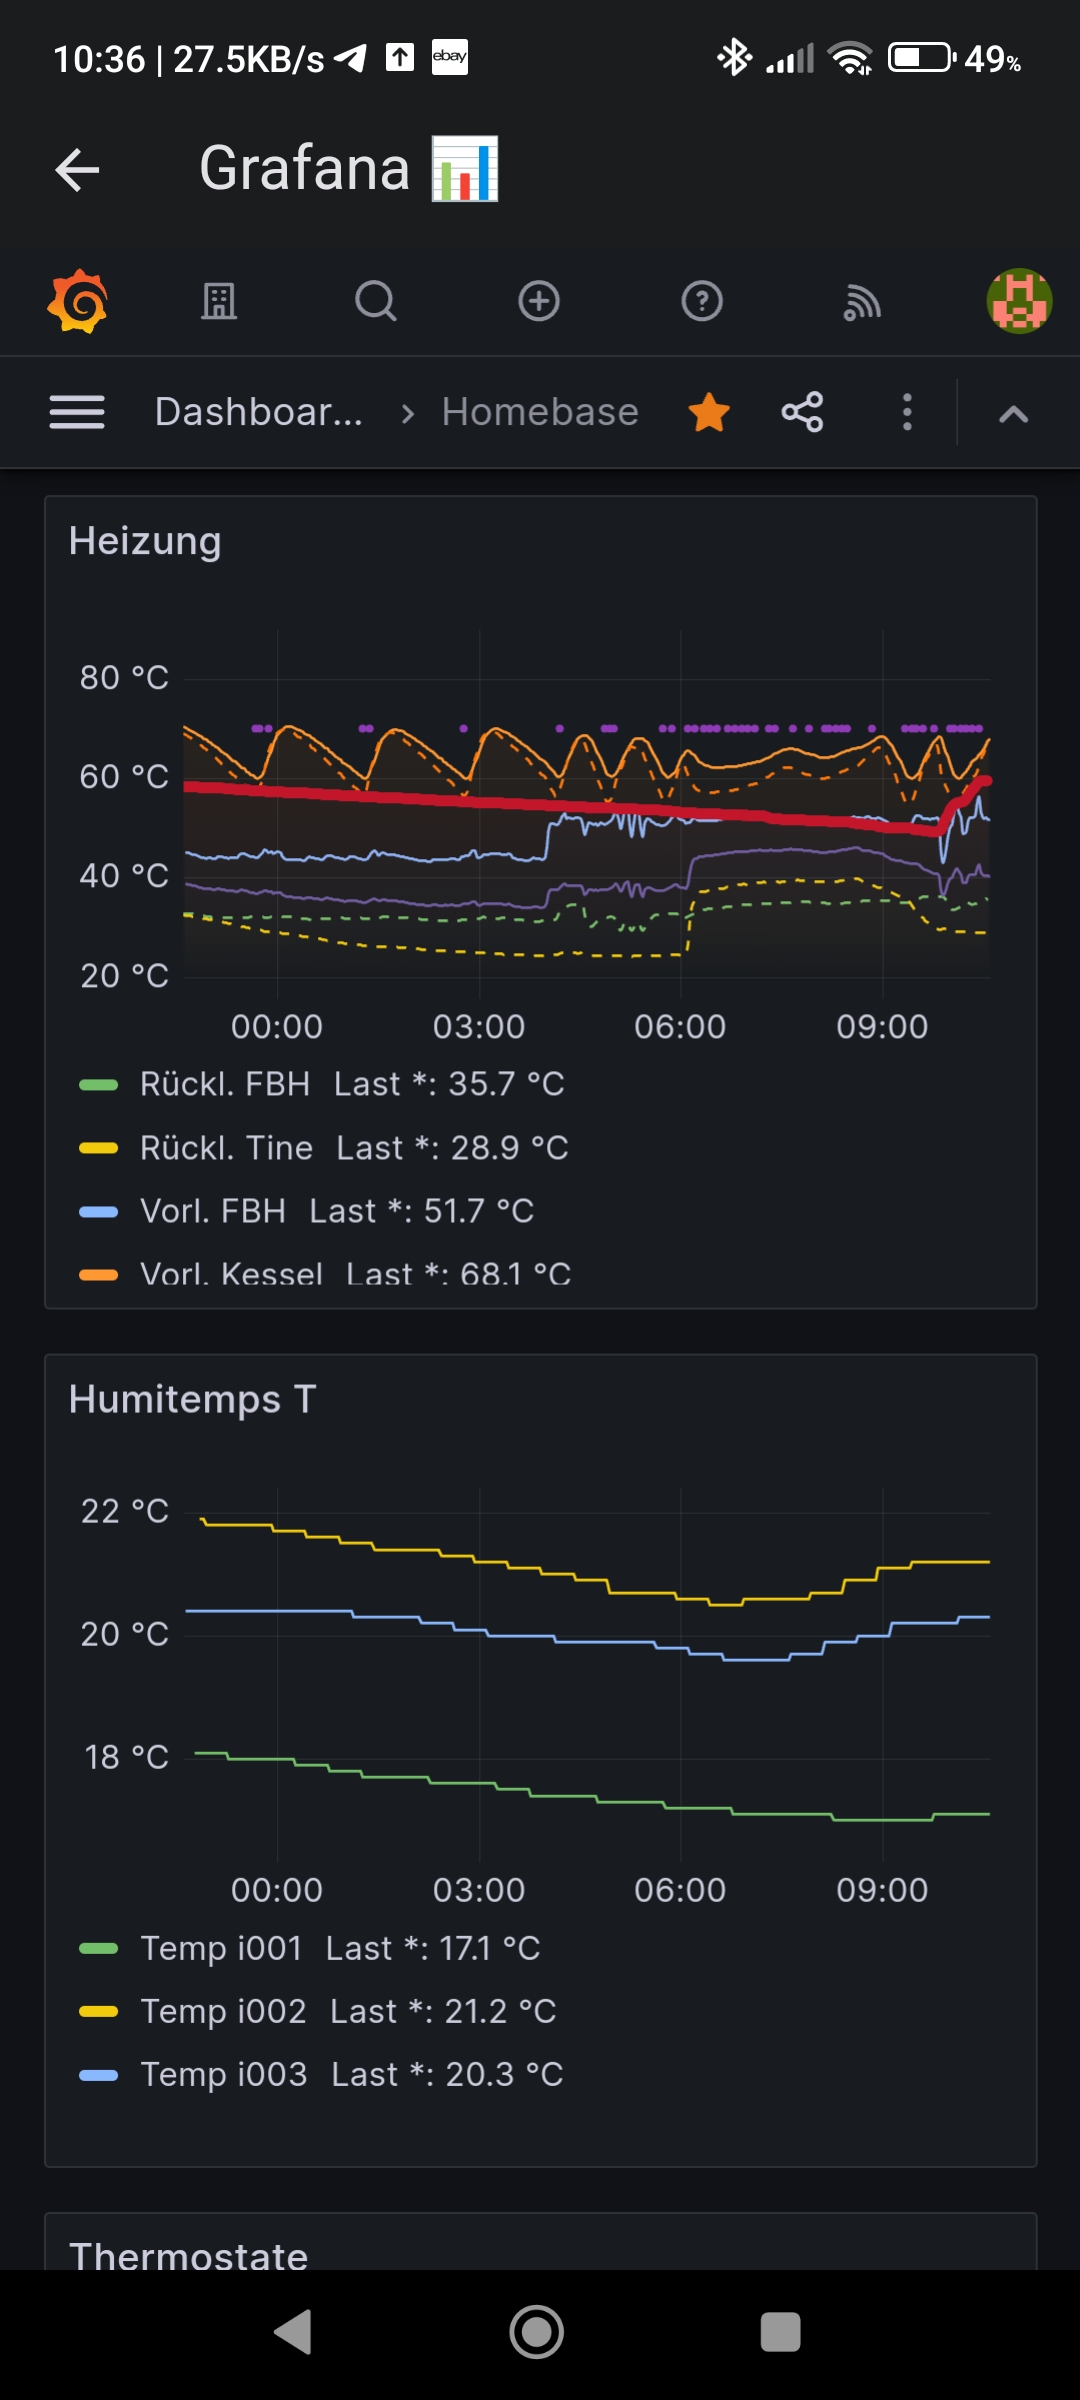 10:36 | 27.5KB/s ebay 49%
Grafana
Dashboar... › Homebase
Heizung
80 °C
60 °C
40 °C
20 °C
00:00 03:00 06:00 09:00
Rückl. FBH Last *: 35.7 °C
Rückl. Tine Last *: 28.9 °C
Vorl. FBH Last *: 51.7 °C
Vorl. Kessel Last *: 68.1 °C
Humitemps T
22 °C
20 °C
18 °C
00:00 03:00 06:00 09:00
Temp i001 Last *: 17.1 °C
Temp i002 Last *: 21.2 °C
Temp i003 Last *: 20.3 °C
Thermostate